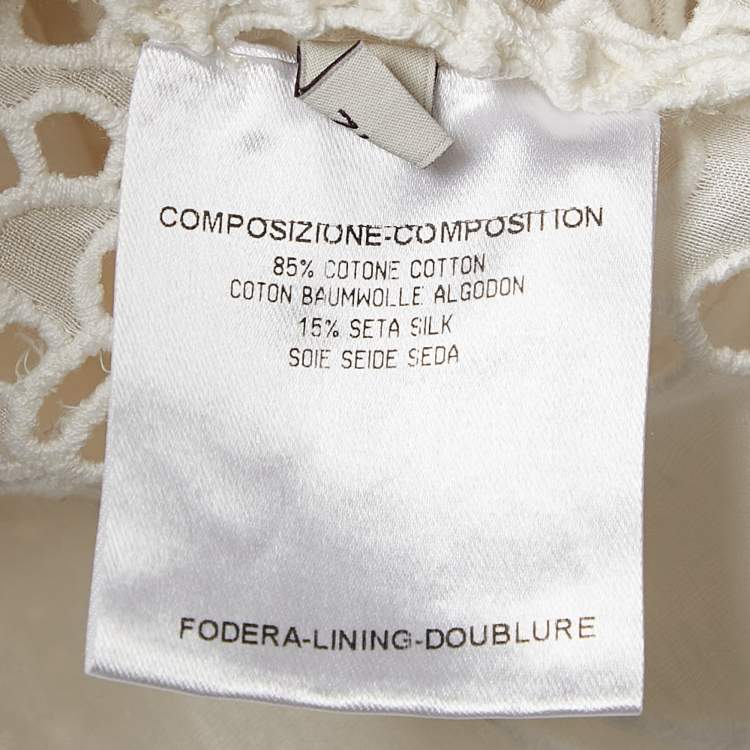 COMPOSIZIONE-COMPOSITION
85% COTONE COTTON
COTON BAUMWOLLE ALGODON
15% SETA SILK
SOIE SEIDE SEDA
FODERA-LINING-DOUBLURE